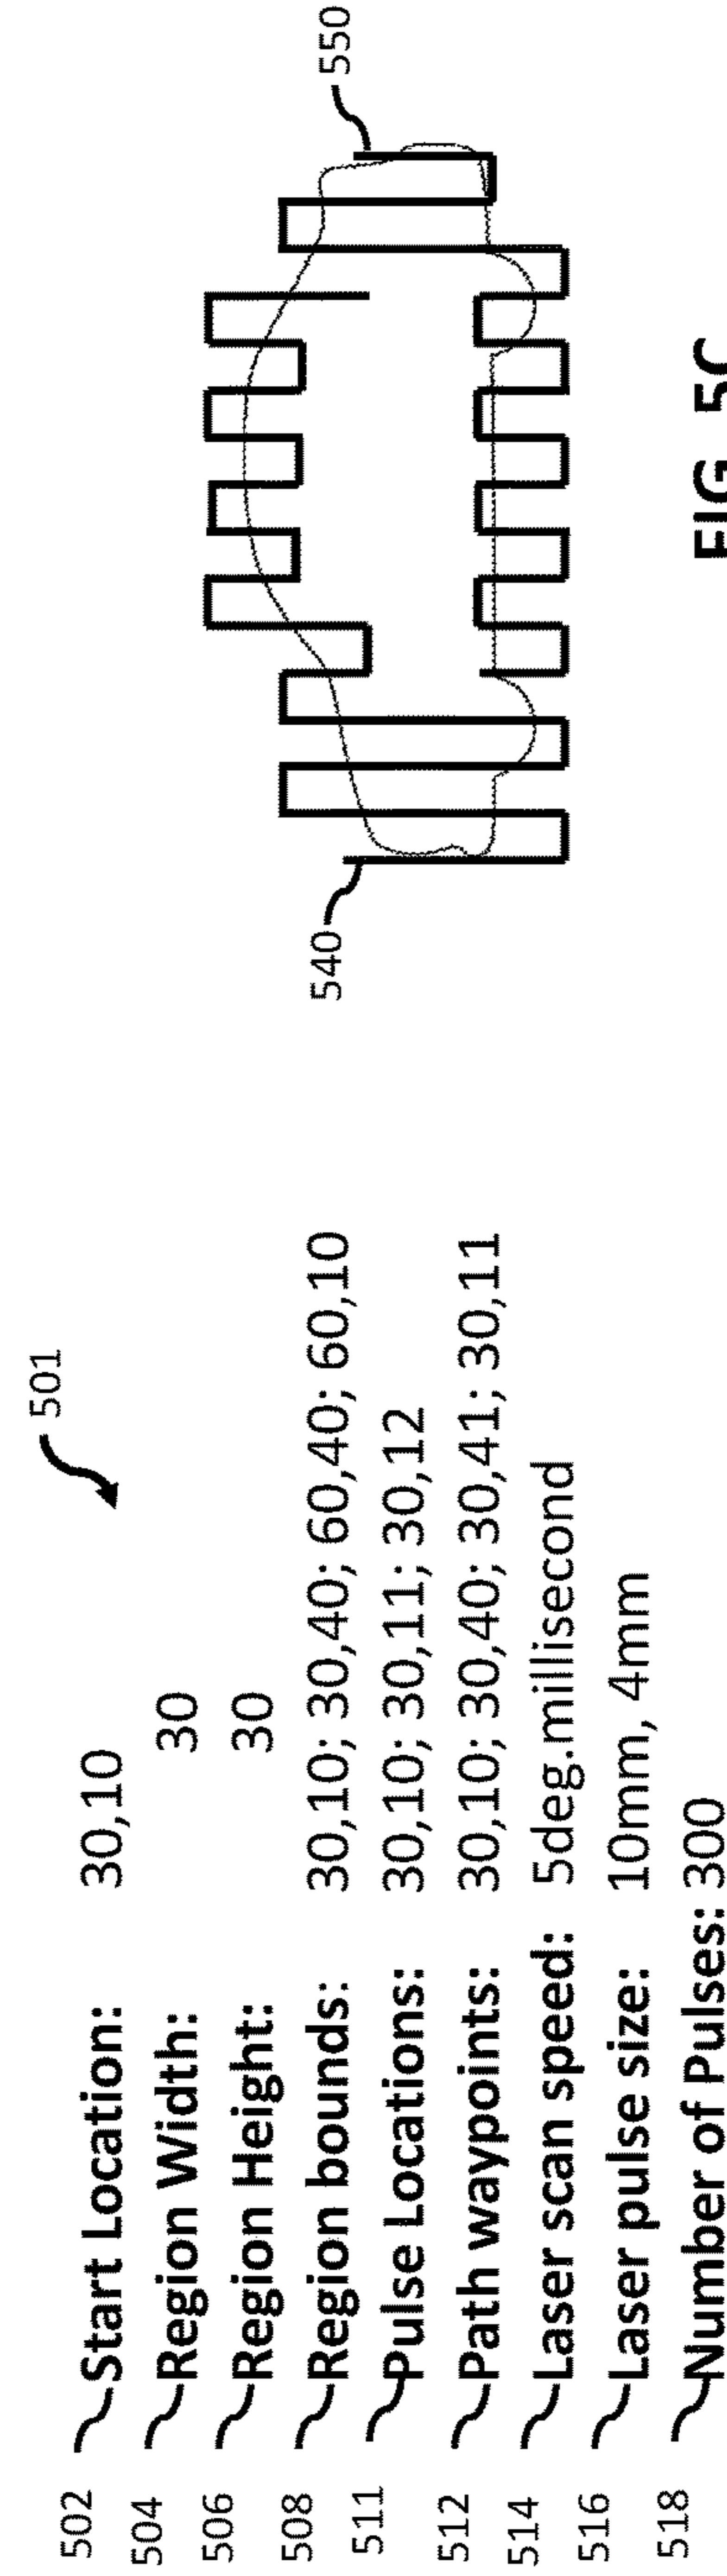 501
502 Start Location: 30,10
504 Region Width: 30
506 Region Height: 30
508 Region bounds: 30,10; 30,40; 60,40; 60,10
511 Pulse Locations: 30,10; 30,11; 30,12
512 Path waypoints: 30,10; 30,40; 30,41; 30,11
514 Laser scan speed: 5deg.millisecond
516 Laser pulse size: 10mm, 4mm
518 Number of Pulses: 300
540
550
FIG. 5C